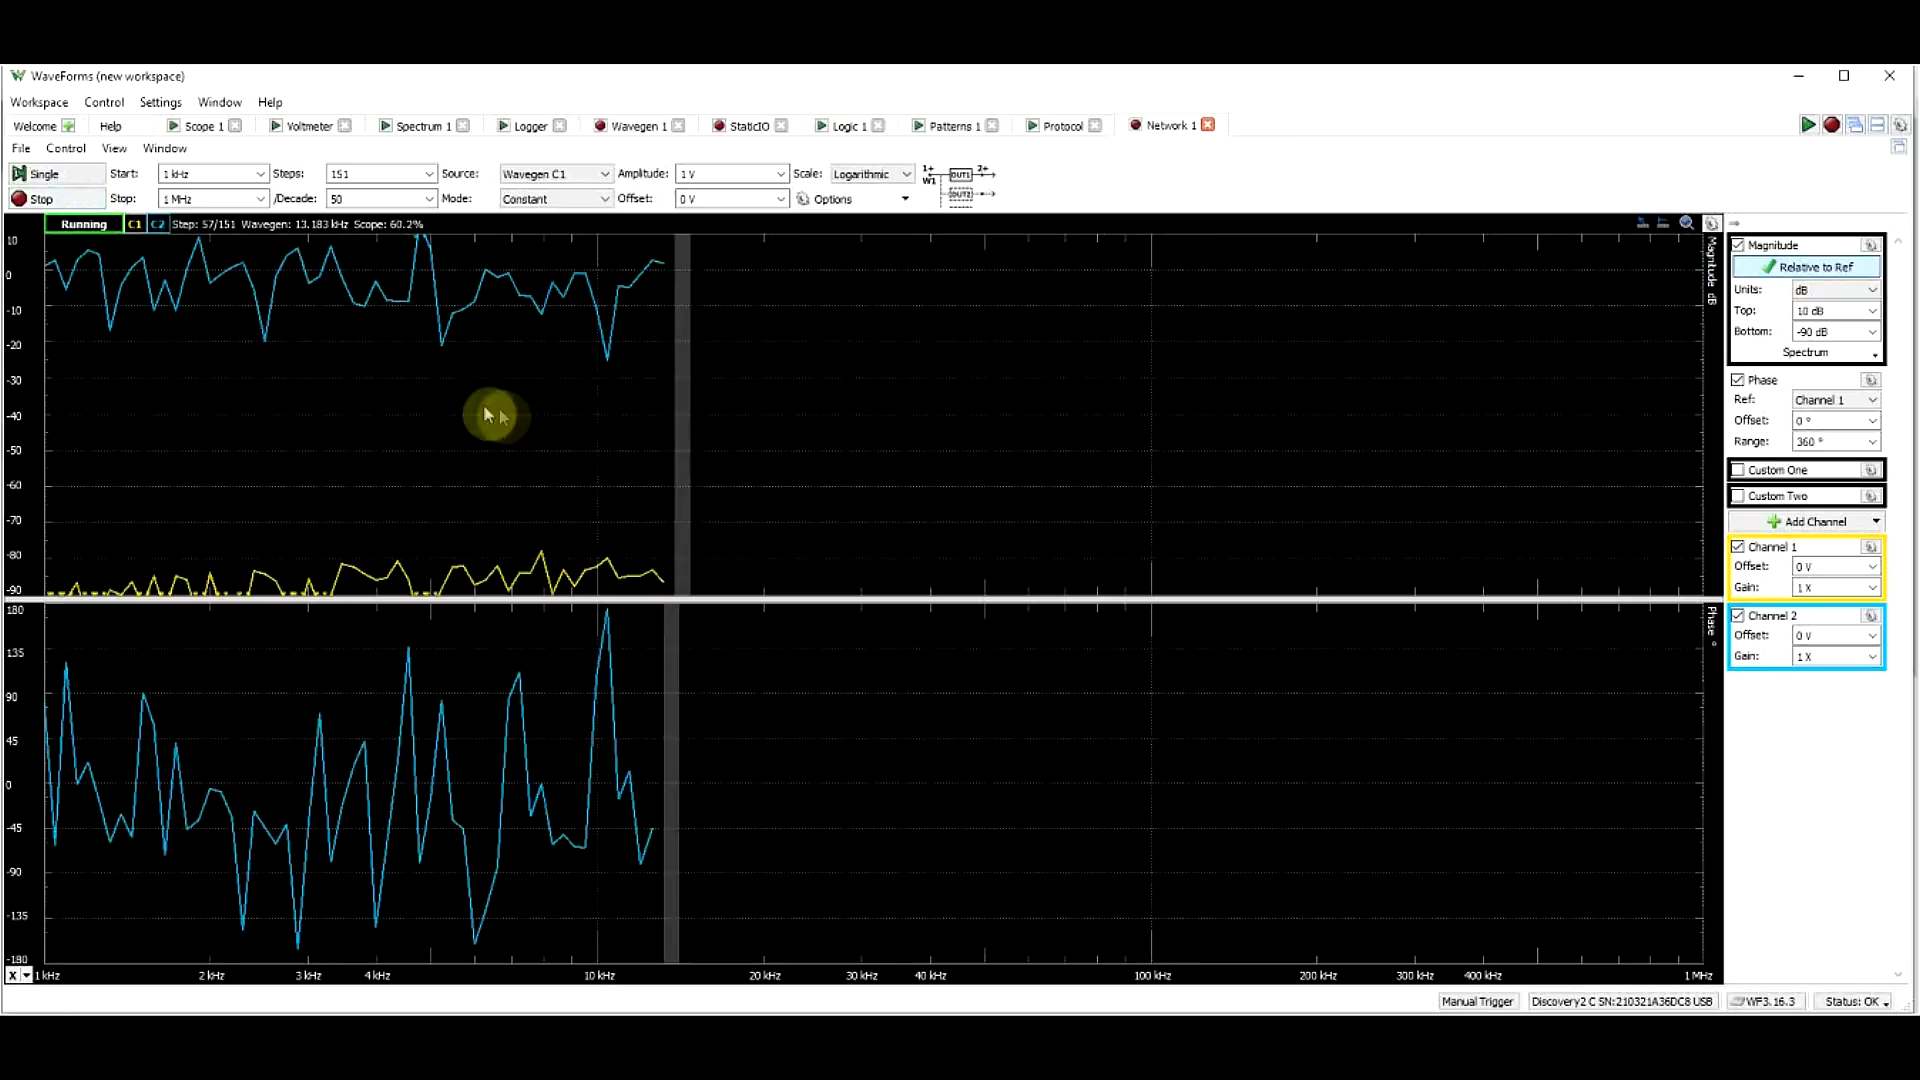 WaveForms (new workspace)
Workspace Control Settings Window Help
Welcome Help Scope 1 Voltmeter Spectrum 1 Logger Wavegen 1 StaticIO Logic 1 Patterns 1 Protocol Network 1
File Control View Window
Single Start: 1 kHz Steps: 151 Source: Wavegen C1 Amplitude: 1 V Scale: Logarithmic 1+ W1 OUT1 2+
Stop Stop: 1 MHz /Decade: 50 Mode: Constant Offset: 0 V Options OUT2
Running C1 C2 Step: 57/151 Wavegen: 13.183 kHz Scope: 60.2%
10
0
-10
-20
-30
-40
-50
-60
-70
-80
-90
Magnitude dB
180
135
90
45
0
-45
-90
-135
-180
Phase °
X 1 kHz 2 kHz 3 kHz 4 kHz 10 kHz 20 kHz 30 kHz 40 kHz 100 kHz 200 kHz 300 kHz 400 kHz 1 MHz
Magnitude
Relative to Ref
Units: dB
Top: 10 dB
Bottom: -90 dB
Spectrum
Phase
Ref: Channel 1
Offset: 0 °
Range: 360 °
Custom One
Custom Two
Add Channel
Channel 1
Offset: 0 V
Gain: 1 X
Channel 2
Offset: 0 V
Gain: 1 X
Manual Trigger Discovery2 C SN:210321A36DC8 USB WF3.16.3 Status: OK